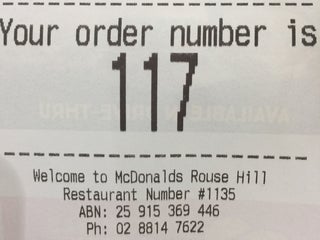 Your order number is
117
Welcome to McDonalds Rouse Hill
Restaurant Number #1135
ABN: 25 915 369 446
Ph: 02 8814 7622